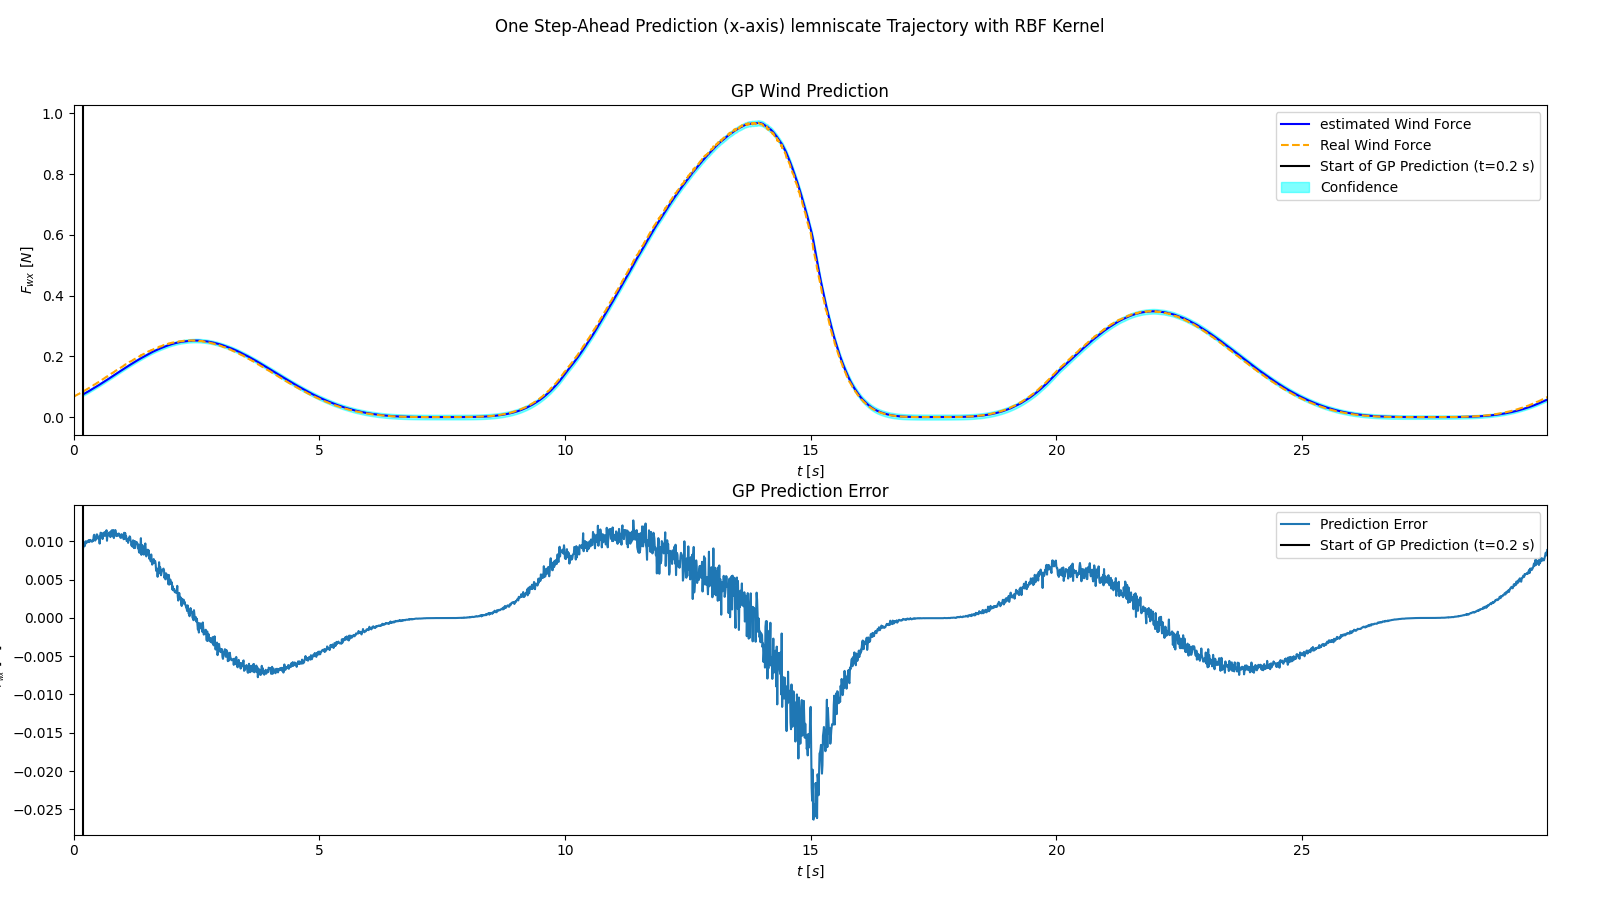 One Step-Ahead Prediction (x-axis) lemniscate Trajectory with RBF Kernel
GP Wind Prediction
1.0
0.8
0.6
0.4
0.2
0.0
F_wx [N]
estimated Wind Force
Real Wind Force
Start of GP Prediction (t=0.2 s)
Confidence
0 5 10 15 20 25
t [s]
GP Prediction Error
0.010
0.005
0.000
−0.005
−0.010
−0.015
−0.020
−0.025
Prediction Error
Start of GP Prediction (t=0.2 s)
0 5 10 15 20 25
t [s]